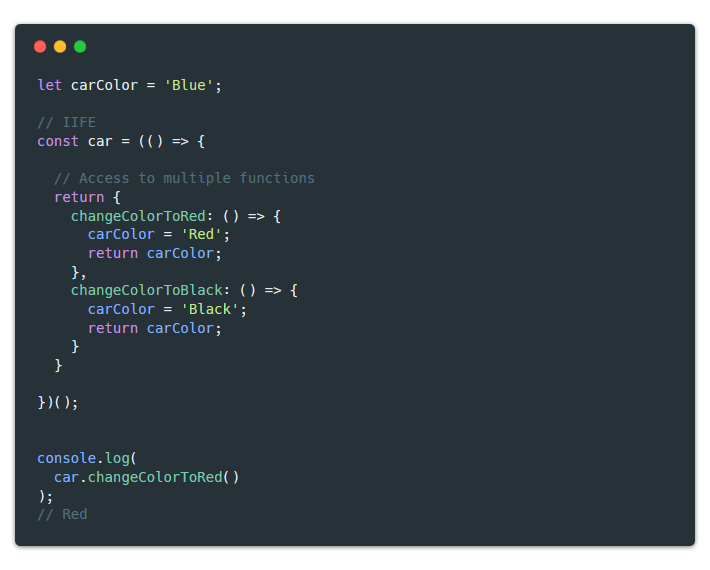 let carColor = 'Blue';

// IIFE
const car = (() => {

  // Access to multiple functions
  return {
    changeColorToRed: () => {
      carColor = 'Red';
      return carColor;
    },
    changeColorToBlack: () => {
      carColor = 'Black';
      return carColor;
    }
  }

})();


console.log(
  car.changeColorToRed()
);
// Red